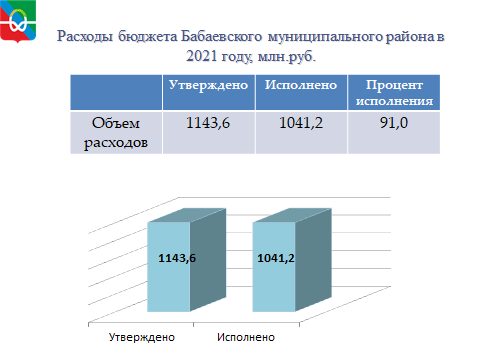 Расходы бюджета Бабаевского муниципального района в
2021 году, млн.руб.
Утверждено Исполнено Процент
исполнения
Объем
расходов 1143,6 1041,2 91,0
1143,6 1041,2
Утверждено Исполнено